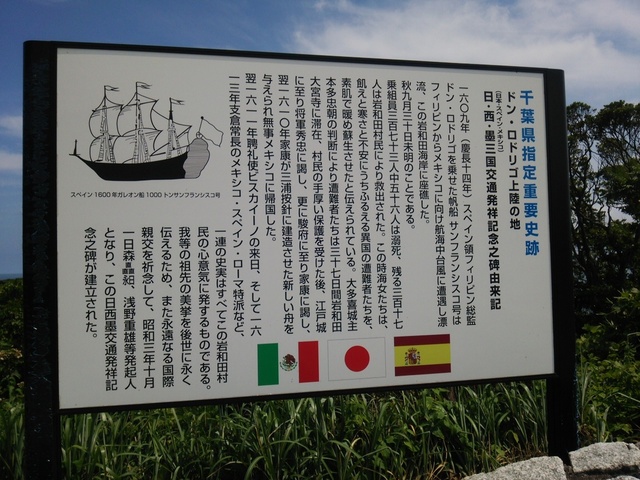 千葉県指定重要史跡
ドン・ロドリゴ上陸の地
(日本・スペイン・メキシコ)
日・西・墨三国交通発祥記念之碑由来記
一六〇九年（慶長十四年）スペイン領フィリピン総監
ドン・ロドリゴを乗せた帆船 サンフランシスコ号は
フィリピンからメキシコに向け航海中台風に遭遇し漂
流、この岩和田海岸に座礁した。
秋九月三十日未明のことである。
乗組員三百七十三人中五十六人は溺死、残る三百十七
人は岩和田村民により救出された。この時海女たちは、
飢えと寒さと不安にうちふるえる異国の遭難者たちを、
素肌で暖め蘇生させたと伝えられている。大多喜城主
本多忠朝の判断により遭難者たちは三十七日間岩和田
大宮寺に滞在、村民の手厚い保護を受けた後、江戸城
に至り将軍秀忠に謁し、更に駿府に至り家康に謁し、
翌一六一〇年家康が三浦按針に建造させた新しい舟を
与えられ無事メキシコに帰国した。
翌一六一一年答礼使ビスカイーノの来日、そして一六
一三年支倉常長のメキシコ・スペイン・ローマ特派など、
一連の史実はすべてこの岩和田村
民の心意気に発するものである。
我等の祖先の美挙を後世に永く
伝えるため、また永遠なる国際
親交を祈念して、昭和三年十月
一日森 、浅野重雄等発起人
となり、この日西墨交通発祥記
念之碑が建立された。
スペイン 1600 年ガレオン船 1000 トンサンフランシスコ号